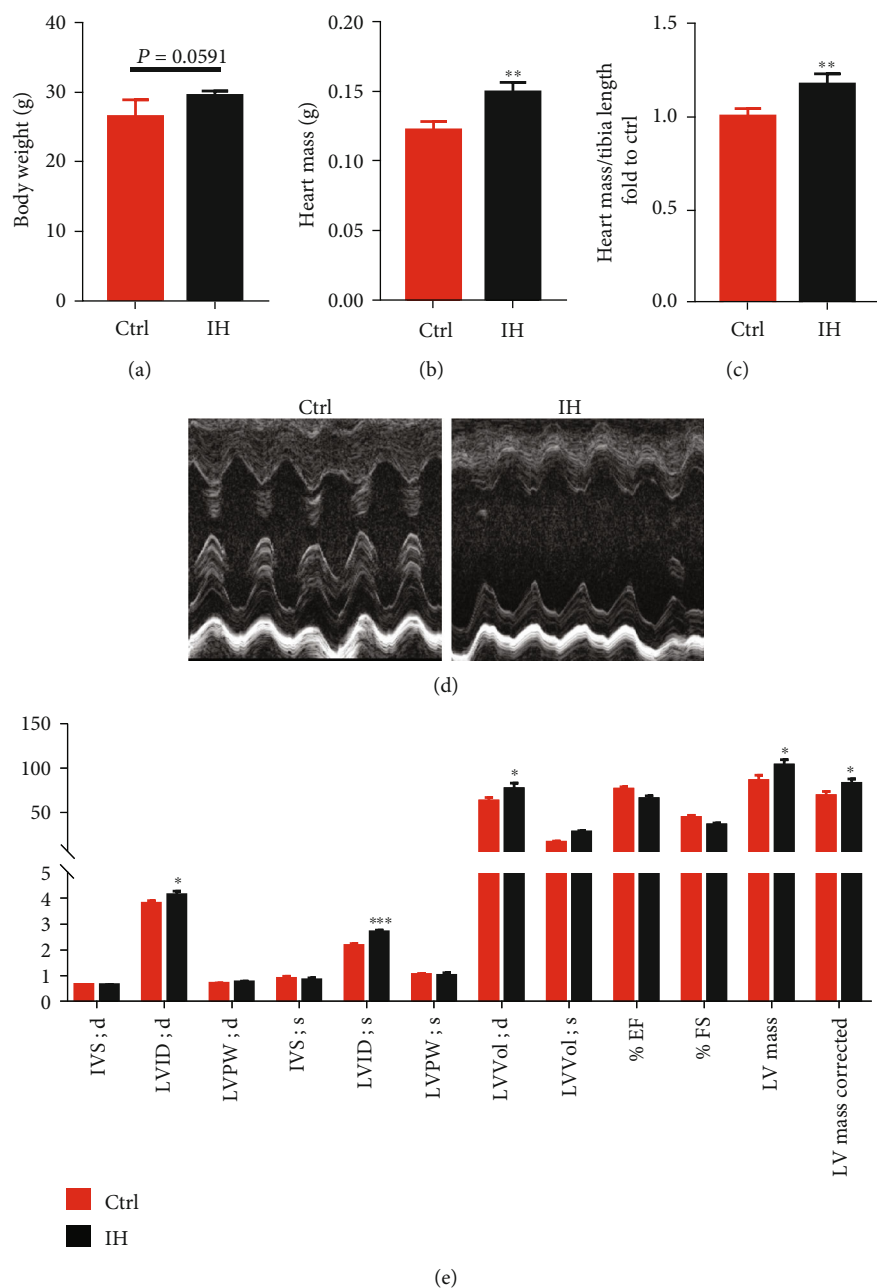 Body weight (g)
40
30
20
10
0
P = 0.0591
Ctrl
IH
(a)
Heart mass (g)
0.20
0.15
0.10
0.05
0.00
**
Ctrl
IH
(b)
Heart mass/tibia length
fold to ctrl
1.5
1.0
0.5
0.0
**
Ctrl
IH
(c)
Ctrl
IH
(d)
150
100
50
5
4
3
2
1
0
*
***
*
*
*
IVS ; d
LVID ; d
LVPW ; d
IVS ; s
LVID ; s
LVPW ; s
LVVol ; d
LVVol ; s
% EF
% FS
LV mass
LV mass corrected
Ctrl
IH
(e)